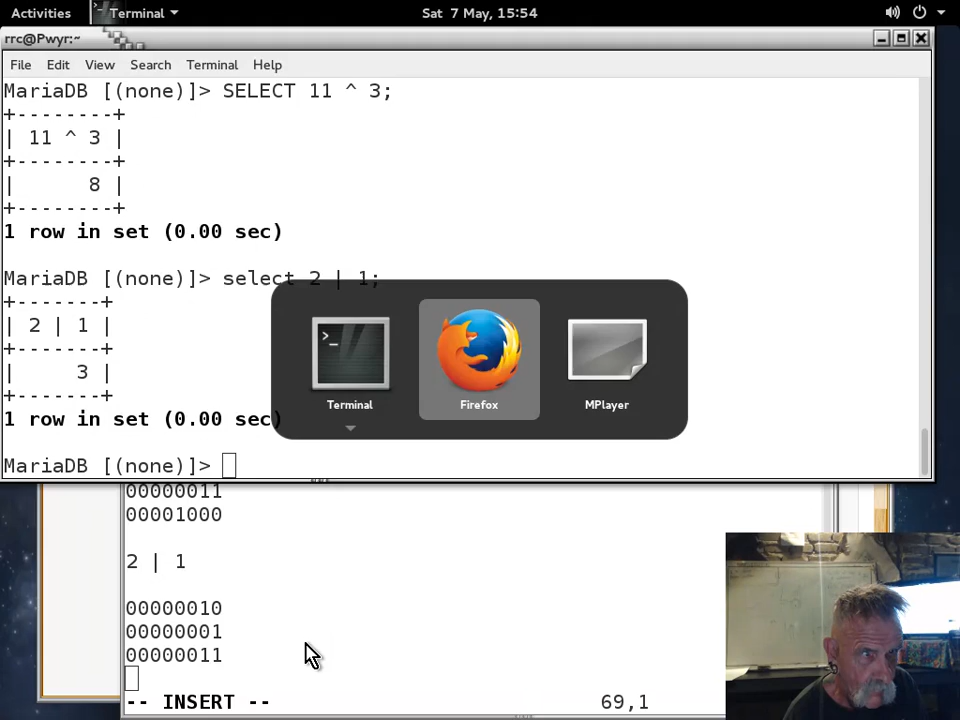 Activities
Terminal
Sat 7 May, 15:54
rrc@Pwyr:~
File Edit View Search Terminal Help
MariaDB [(none)]> SELECT 11 ^ 3;
+--------+
| 11 ^ 3 |
+--------+
|      8 |
+--------+
1 row in set (0.00 sec)
MariaDB [(none)]> select 2 | 1;
+-------+
| 2 | 1 |
+-------+
|     3 |
+-------+
1 row in set (0.00 sec)
Terminal
Firefox
MPlayer
MariaDB [(none)]>
00000011
00001000
2 | 1
00000010
00000001
00000011
-- INSERT -- 69,1